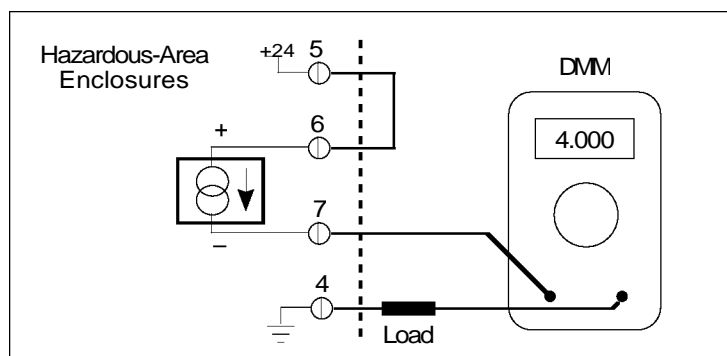 Hazardous-Area
Enclosures
+24
5
DMM
6
+
4.000
7
–
4
Load